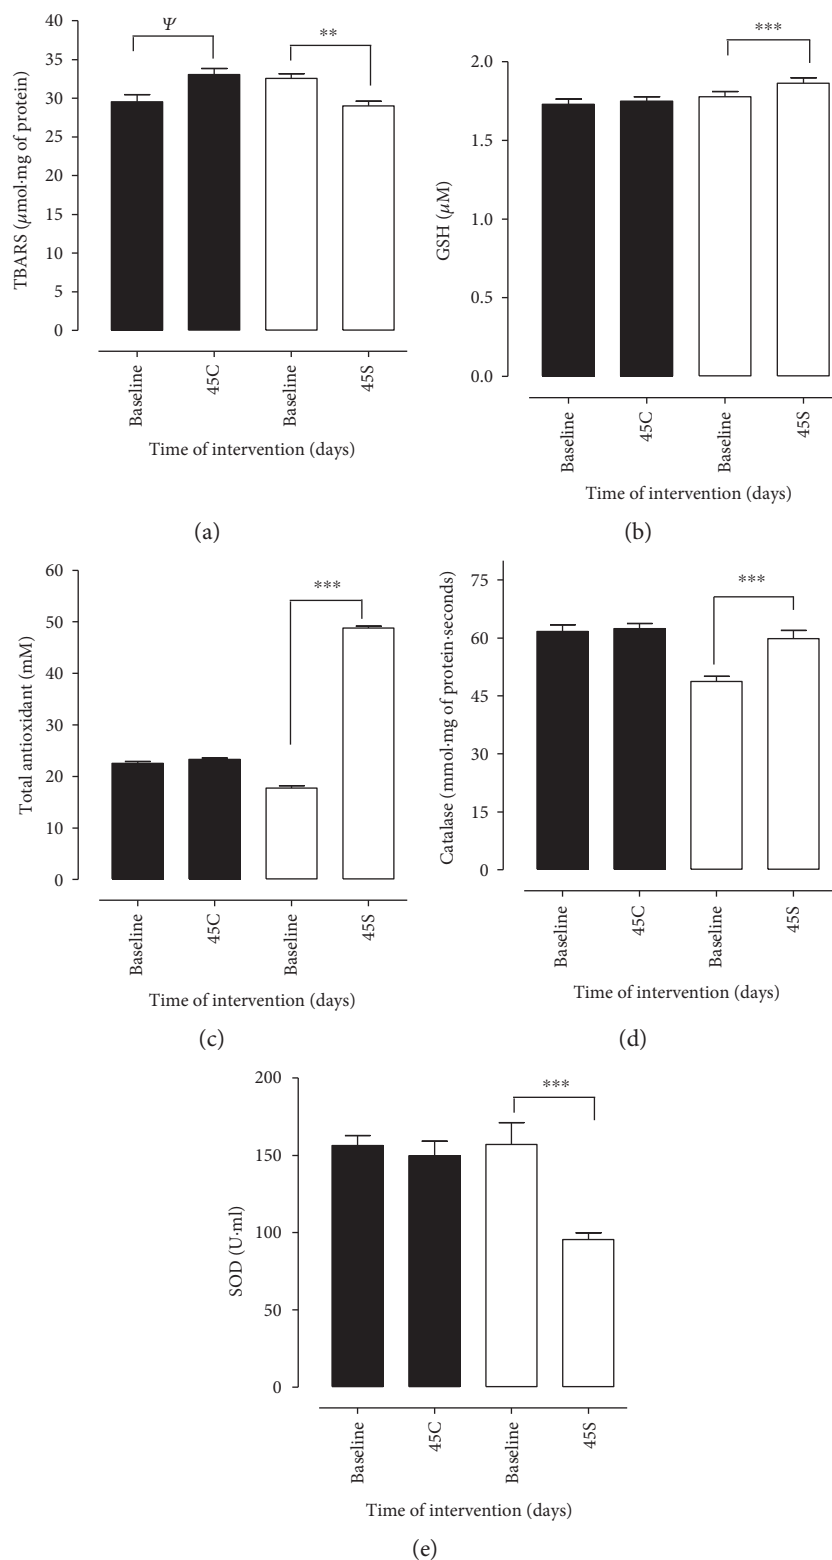 TBARS (μmol·mg of protein)
40
35
30
25
20
15
10
5
0
Ψ
**
Baseline
45C
Baseline
45S
Time of intervention (days)
(a)
GSH (μM)
2.0
1.5
1.0
0.5
0.0
***
Baseline
45C
Baseline
45S
Time of intervention (days)
(b)
Total antioxidant (mM)
60
50
40
30
20
10
0
***
Baseline
45C
Baseline
45S
Time of intervention (days)
(c)
Catalase (mmol·mg of protein·seconds)
75
60
45
30
15
0
***
Baseline
45C
Baseline
45S
Time of intervention (days)
(d)
SOD (U·ml)
200
150
100
50
0
***
Baseline
45C
Baseline
45S
Time of intervention (days)
(e)